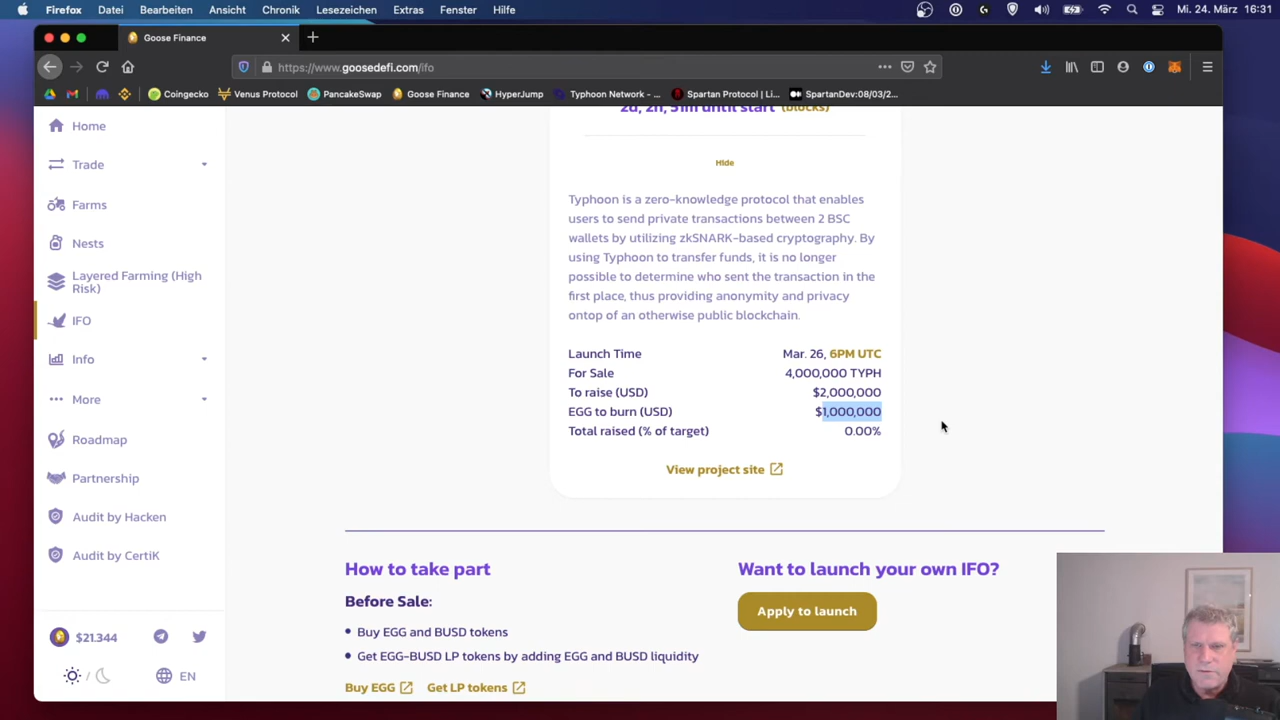 Firefox Datei Bearbeiten Ansicht Chronik Lesezeichen Extras Fenster Hilfe Mi. 24. März 16:31
Goose Finance
https://www.goosedefi.com/ifo
Coingecko Venus Protocol PancakeSwap Goose Finance HyperJump Typhoon Network - ... Spartan Protocol | Li... SpartanDev:08/03/2...
Home
Trade
Farms
Nests
Layered Farming (High
Risk)
IFO
Info
More
Roadmap
Partnership
Audit by Hacken
Audit by CertiK
$21.344
/ EN
2d, 2h, 51m until start (blocks)
Hide
Typhoon is a zero-knowledge protocol that enables
users to send private transactions between 2 BSC
wallets by utilizing zkSNARK-based cryptography. By
using Typhoon to transfer funds, it is no longer
possible to determine who sent the transaction in the
first place, thus providing anonymity and privacy
ontop of an otherwise public blockchain.
Launch Time Mar. 26, 6PM UTC
For Sale 4,000,000 TYPH
To raise (USD) $2,000,000
EGG to burn (USD) $1,000,000
Total raised (% of target) 0.00%
View project site
How to take part
Before Sale:
• Buy EGG and BUSD tokens
• Get EGG-BUSD LP tokens by adding EGG and BUSD liquidity
Buy EGG Get LP tokens
Want to launch your own IFO?
Apply to launch